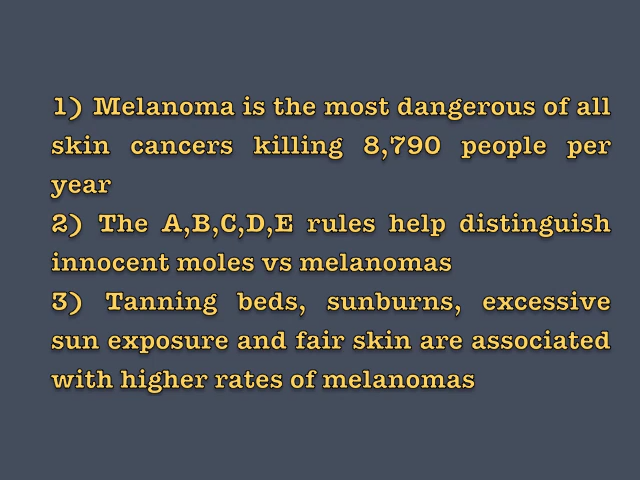 1) Melanoma is the most dangerous of all
skin cancers killing 8,790 people per
year
2) The A,B,C,D,E rules help distinguish
innocent moles vs melanomas
3) Tanning beds, sunburns, excessive
sun exposure and fair skin are associated
with higher rates of melanomas